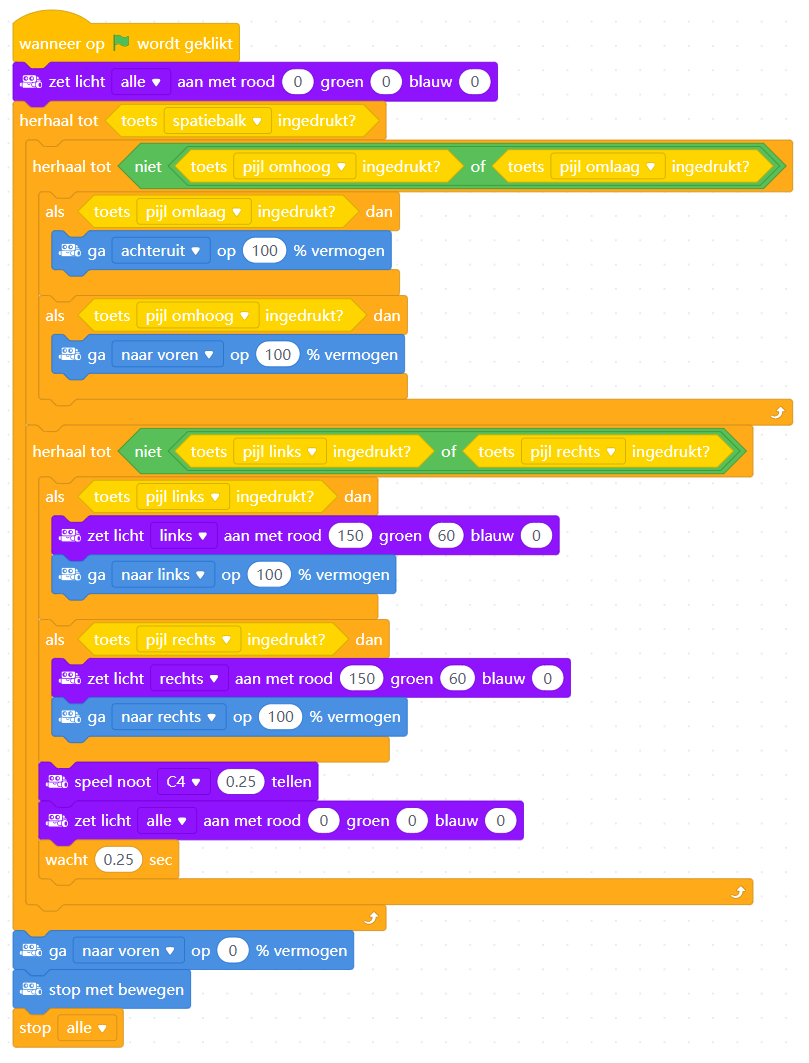 wanneer op wordt geklikt
zet licht alle aan met rood 0 groen 0 blauw 0
herhaal tot toets spatiebalk ingedrukt?
herhaal tot niet toets pijl omhoog ingedrukt? of toets pijl omlaag ingedrukt?
als toets pijl omlaag ingedrukt? dan
ga achteruit op 100 % vermogen
als toets pijl omhoog ingedrukt? dan
ga naar voren op 100 % vermogen
herhaal tot niet toets pijl links ingedrukt? of toets pijl rechts ingedrukt?
als toets pijl links ingedrukt? dan
zet licht links aan met rood 150 groen 60 blauw 0
ga naar links op 100 % vermogen
als toets pijl rechts ingedrukt? dan
zet licht rechts aan met rood 150 groen 60 blauw 0
ga naar rechts op 100 % vermogen
speel noot C4 0.25 tellen
zet licht alle aan met rood 0 groen 0 blauw 0
wacht 0.25 sec
ga naar voren op 0 % vermogen
stop met bewegen
stop alle